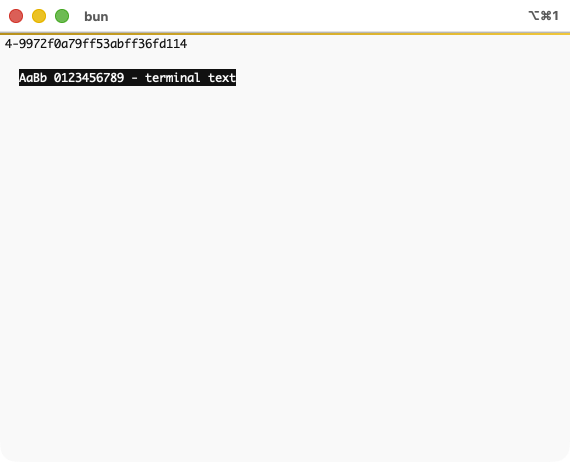 bun ⌥⌘1
4-9972f0a79ff53abff36fd114
AaBb 0123456789 - terminal text